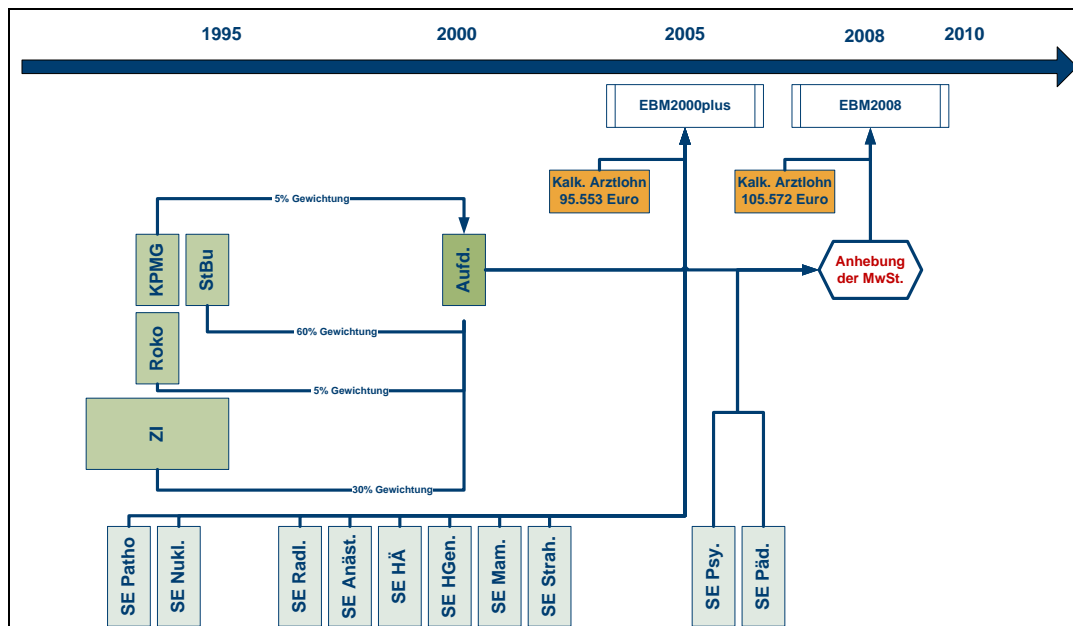 1995
2000
2005
2008
2010
EBM2000plus
EBM2008
Kalk. Arztlohn
95.553 Euro
Kalk. Arztlohn
105.572 Euro
5% Gewichtung
KPMG
StBu
Aufd.
Anhebung
der MwSt.
Roko
60% Gewichtung
5% Gewichtung
ZI
30% Gewichtung
SE Patho
SE Nukl.
SE Radl.
SE Anäst.
SE HÄ
SE HGen.
SE Mam.
SE Strah.
SE Psy.
SE Päd.